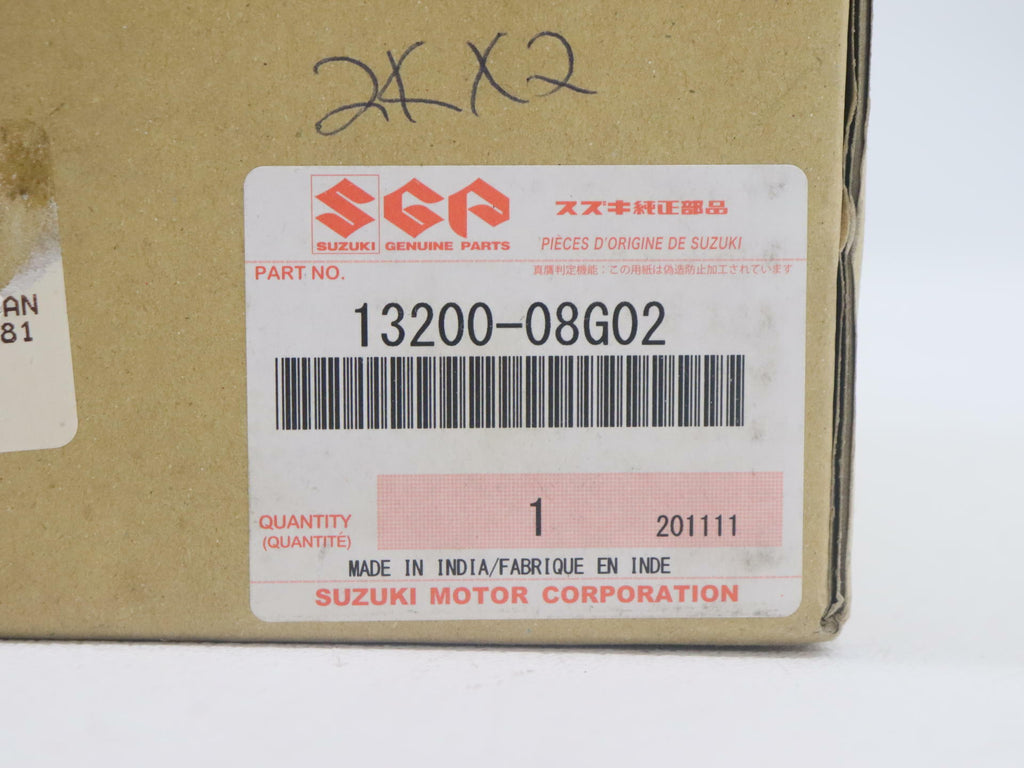 2K X 2
SUZUKI
SGP
GENUINE PARTS
スズキ純正部品
PIÈCES D'ORIGINE DE SUZUKI
PART NO.
真贋判定機能：この用紙は偽造防止加工されています
13200-08G02
AN
81
QUANTITY
(QUANTITÉ)
1
201111
MADE IN INDIA/FABRIQUE EN INDE
SUZUKI MOTOR CORPORATION